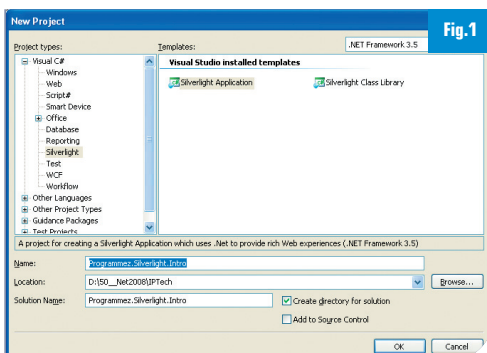 New Project
Fig.1
Project types:
Templates:
.NET Framework 3.5
Visual C#
Windows
Web
Script#
Smart Device
Office
Database
Reporting
Silverlight
Test
WCF
Workflow
Other Languages
Other Project Types
Guidance Packages
Test Projects
Visual Studio installed templates
Silverlight Application
Silverlight Class Library
A project for creating a Silverlight Application which uses .Net to provide rich Web experiences (.NET Framework 3.5)
Name:
Programmez.Silverlight.Intro
Location:
D:\50__Net2008\IPTech
Browse...
Solution Name:
Programmez.Silverlight.Intro
Create directory for solution
Add to Source Control
OK
Cancel